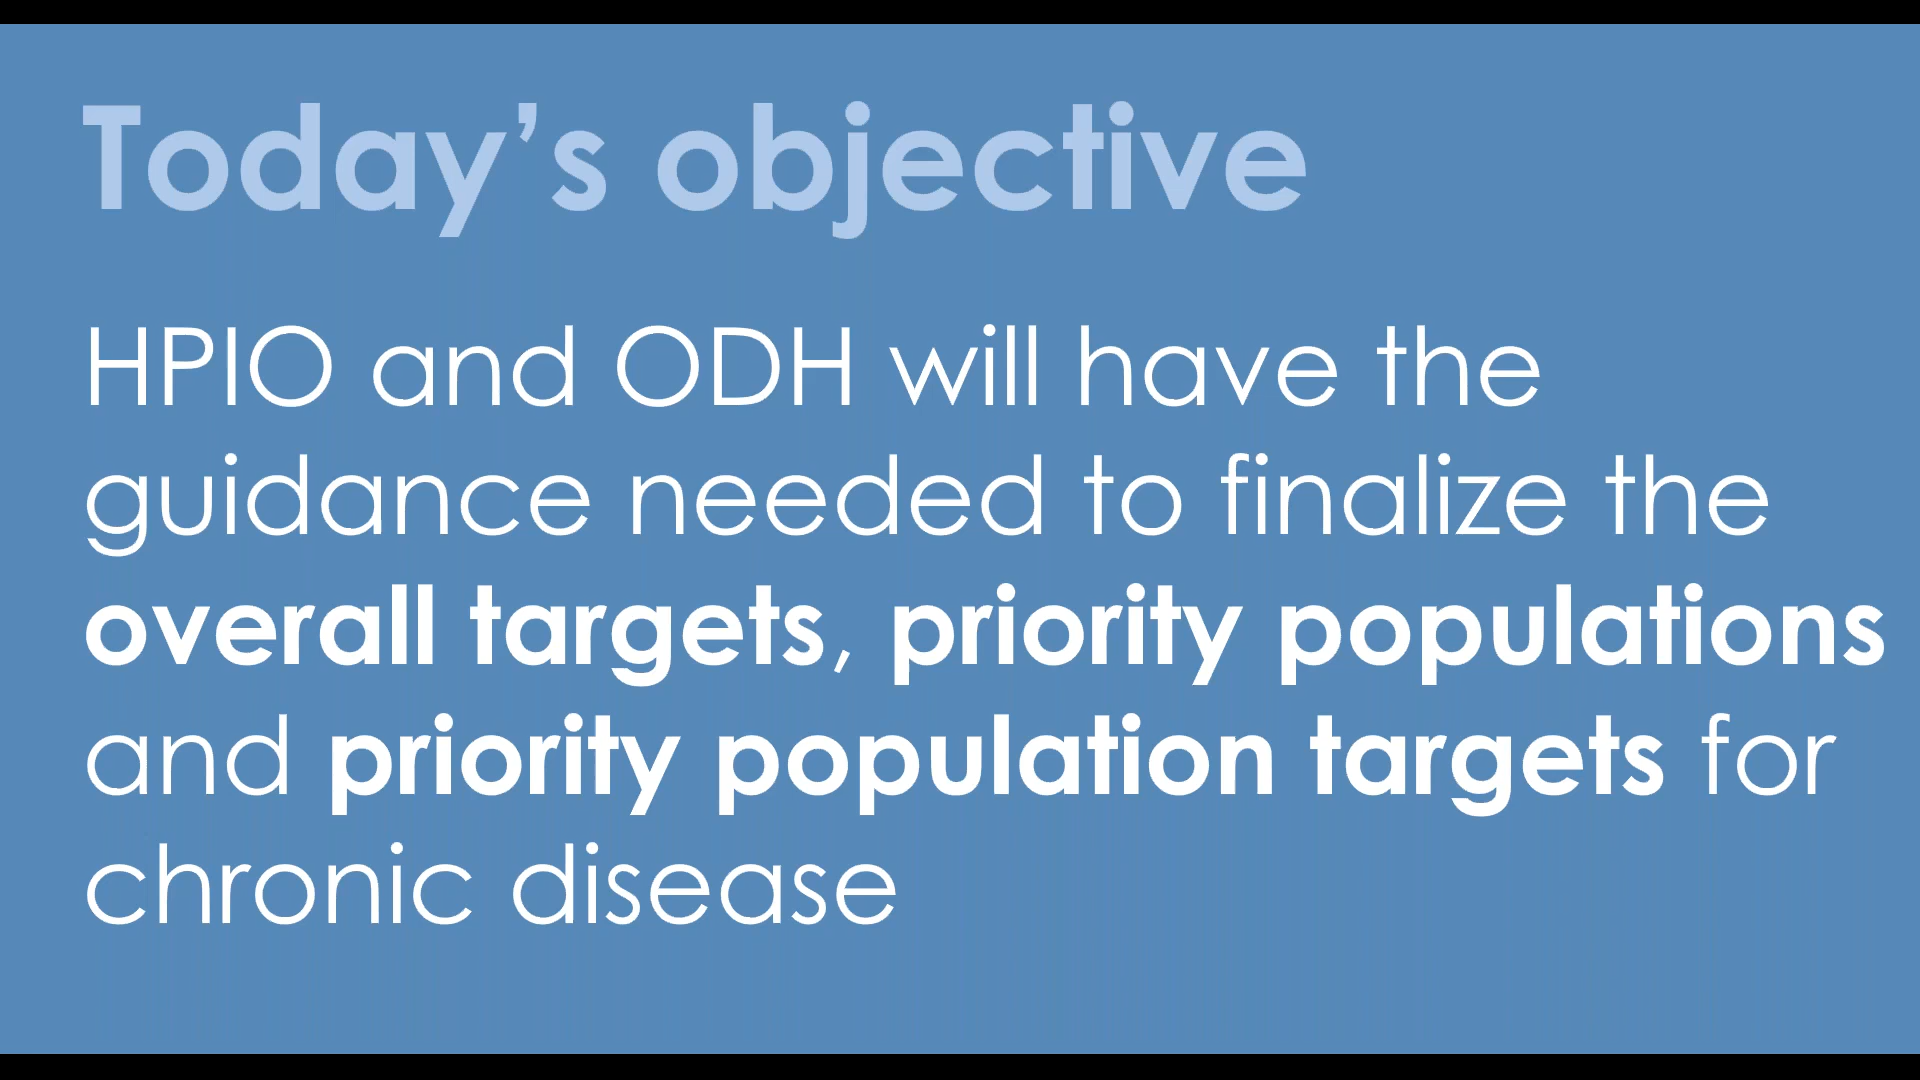 Today’s objective
HPIO and ODH will have the
guidance needed to finalize the
overall targets, priority populations
and priority population targets for
chronic disease